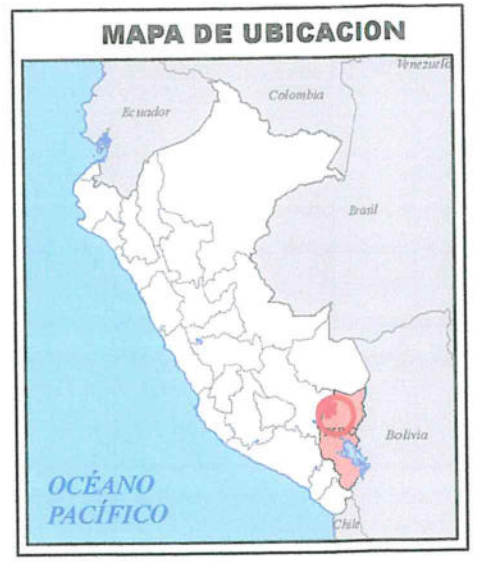 MAPA DE UBICACION
Venezuela
Colombia
Ecuador
Brasil
Bolivia
OCÉANO
PACÍFICO
Chile